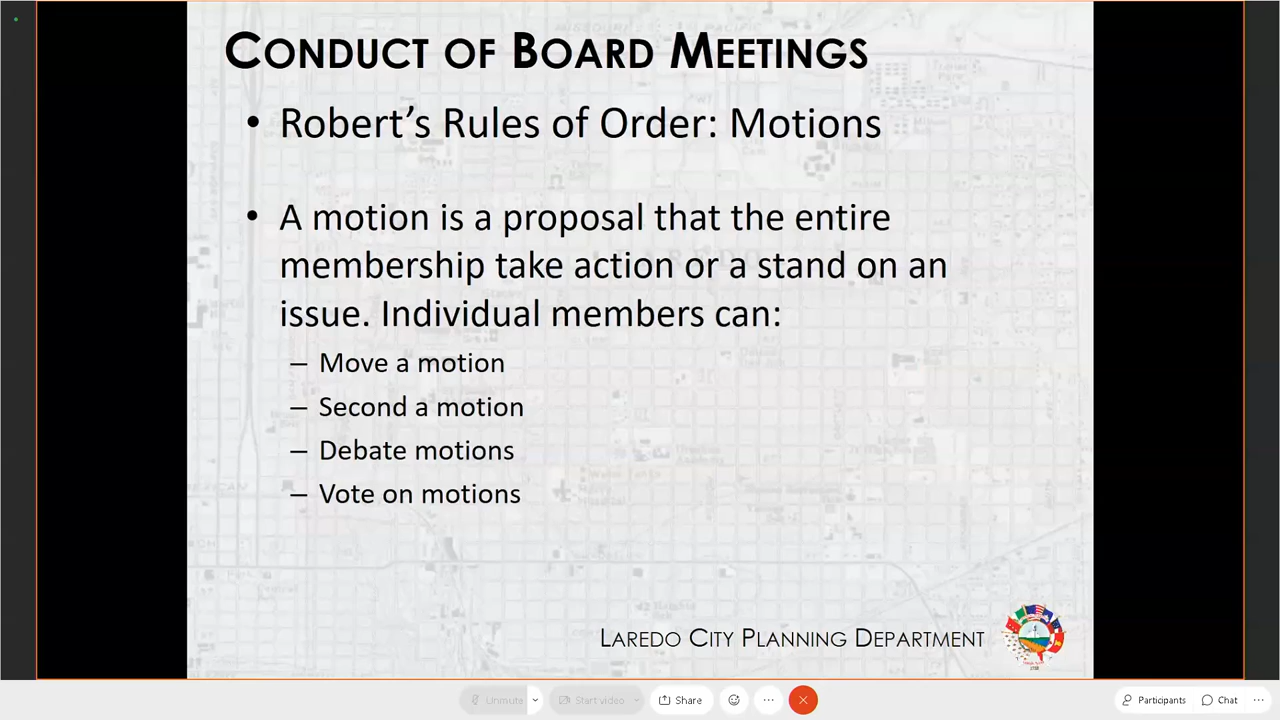 CONDUCT OF BOARD MEETINGS
• Robert's Rules of Order: Motions
• A motion is a proposal that the entire
membership take action or a stand on an
issue. Individual members can:
– Move a motion
– Second a motion
– Debate motions
– Vote on motions
LAREDO CITY PLANNING DEPARTMENT
Unmute
Start video
Share
Participants
Chat